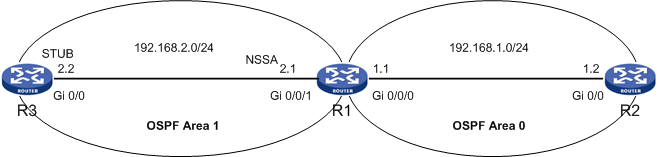 192.168.2.0/24
192.168.1.0/24
STUB
NSSA
2.2
2.1
1.1
1.2
ROUTER
ROUTER
ROUTER
Gi 0/0
Gi 0/0/1
Gi 0/0/0
Gi 0/0
R3
R1
R2
OSPF Area 1
OSPF Area 0